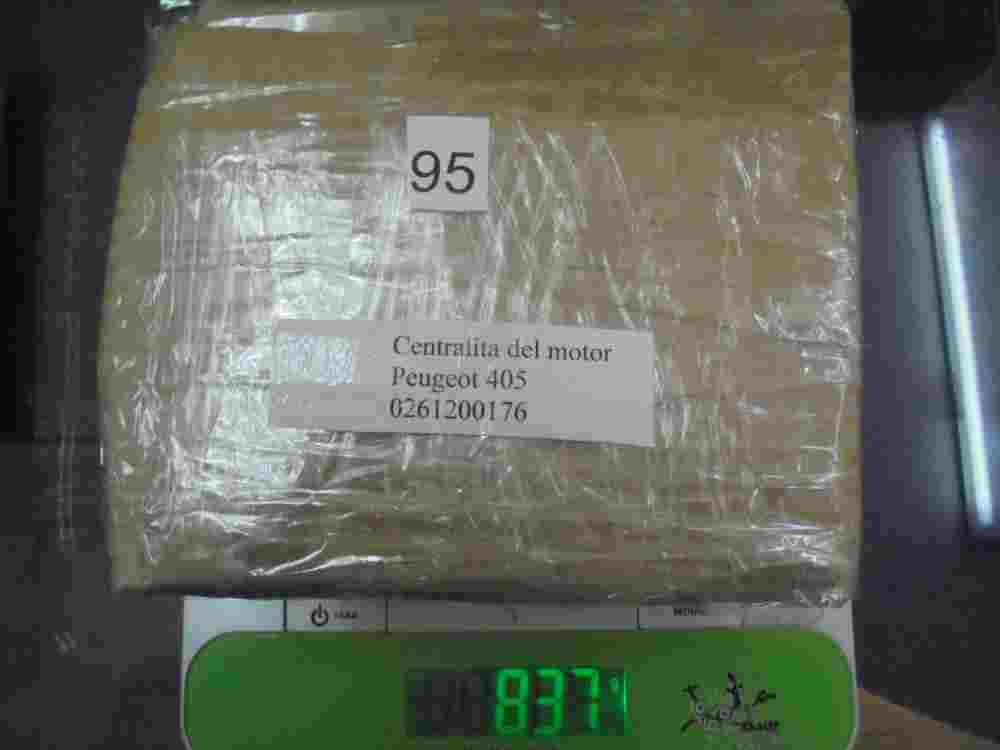 95
Centralita del motor
Peugeot 405
0261200176
837